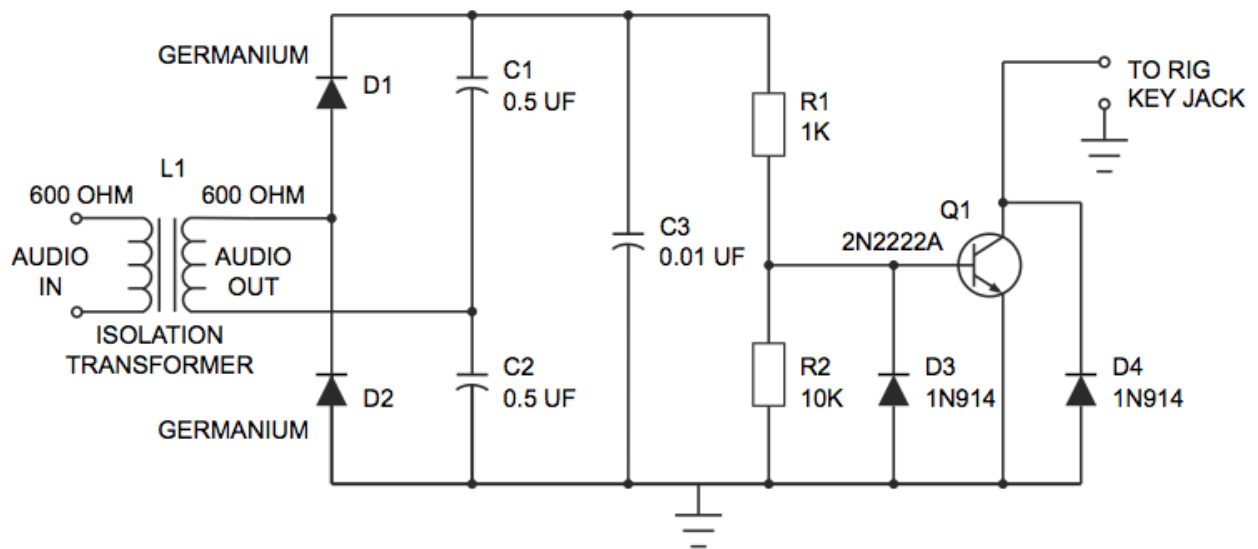 GERMANIUM
D1
C1
0.5 UF
TO RIG
KEY JACK
R1
1K
L1
600 OHM
600 OHM
AUDIO
IN
AUDIO
OUT
ISOLATION
TRANSFORMER
C3
0.01 UF
Q1
2N2222A
C2
0.5 UF
D2
GERMANIUM
R2
10K
D3
1N914
D4
1N914